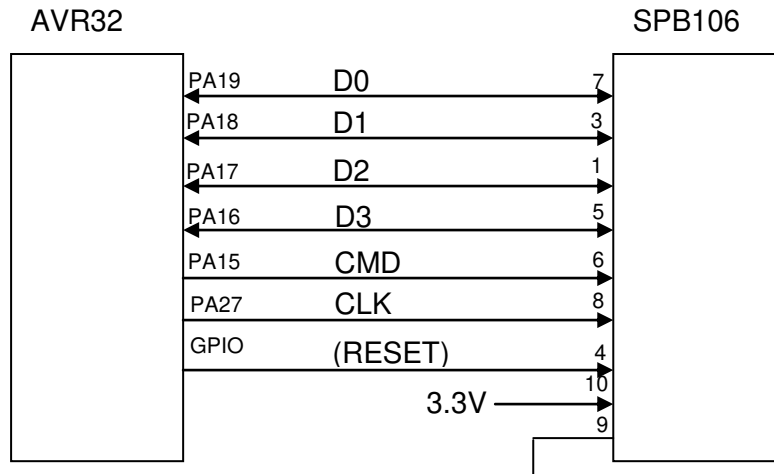 AVR32 SPB106
PA19 D0 7
PA18 D1 3
PA17 D2 1
PA16 D3 5
PA15 CMD 6
PA27 CLK 8
GPIO (RESET) 4
3.3V 10
9